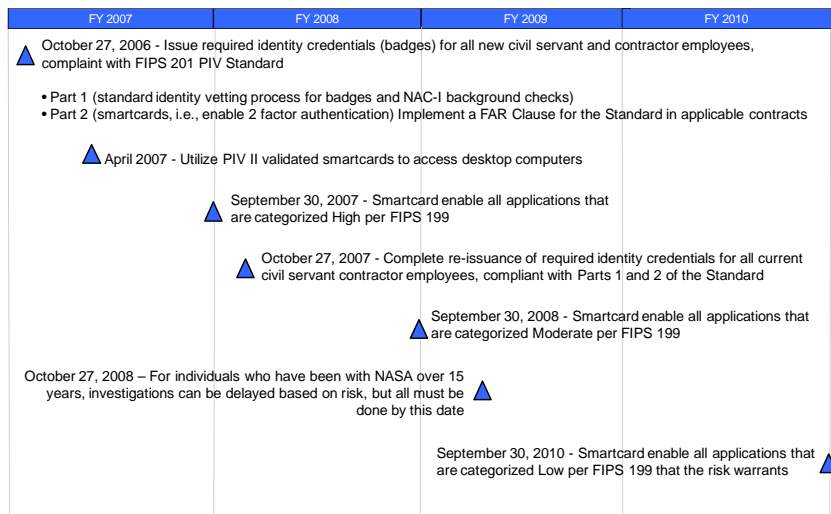 FY 2007 FY 2008 FY 2009 FY 2010
October 27, 2006 - Issue required identity credentials (badges) for all new civil servant and contractor employees,
complaint with FIPS 201 PIV Standard
• Part 1 (standard identity vetting process for badges and NAC-I background checks)
• Part 2 (smartcards, i.e., enable 2 factor authentication) Implement a FAR Clause for the Standard in applicable contracts
April 2007 - Utilize PIV II validated smartcards to access desktop computers
September 30, 2007 - Smartcard enable all applications that
are categorized High per FIPS 199
October 27, 2007 - Complete re-issuance of required identity credentials for all current
civil servant contractor employees, compliant with Parts 1 and 2 of the Standard
September 30, 2008 - Smartcard enable all applications that
are categorized Moderate per FIPS 199
October 27, 2008 – For individuals who have been with NASA over 15
years, investigations can be delayed based on risk, but all must be
done by this date
September 30, 2010 - Smartcard enable all applications that
are categorized Low per FIPS 199 that the risk warrants